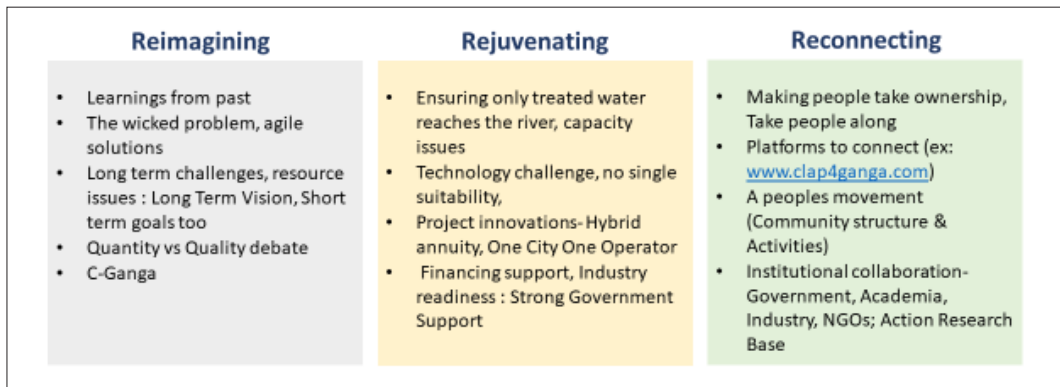 Reimagining
• Learnings from past
• The wicked problem, agile
solutions
• Long term challenges, resource
issues : Long Term Vision, Short
term goals too
• Quantity vs Quality debate
• C-Ganga
Rejuvenating
• Ensuring only treated water
reaches the river, capacity
issues
• Technology challenge, no single
suitability,
• Project innovations- Hybrid
annuity, One City One Operator
• Financing support, Industry
readiness : Strong Government
Support
Reconnecting
• Making people take ownership,
Take people along
• Platforms to connect (ex:
www.clap4ganga.com)
• A peoples movement
(Community structure &
Activities)
• Institutional collaboration-
Government, Academia,
Industry, NGOs; Action Research
Base